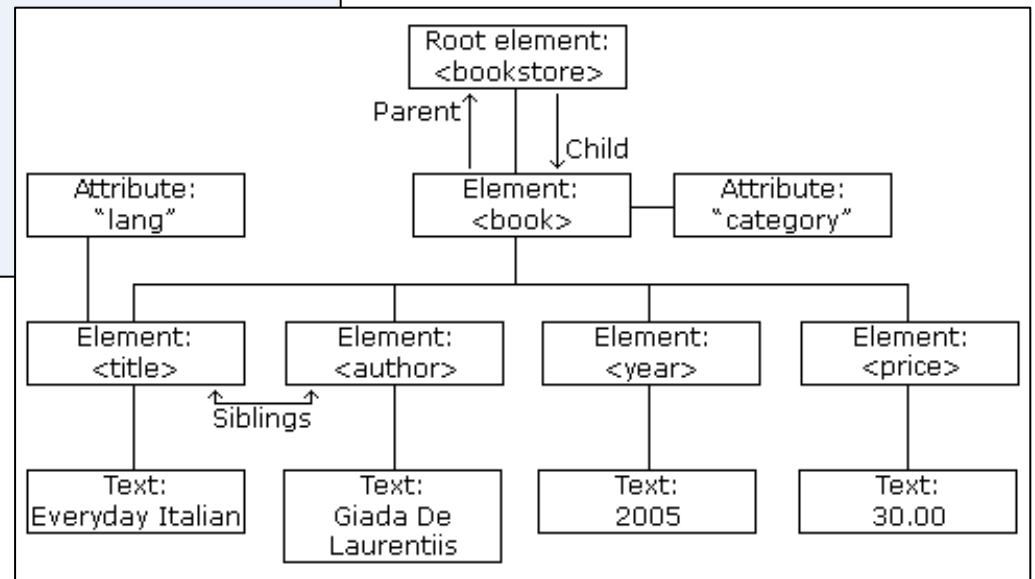 Root element:
<bookstore>
Parent
Child
Attribute:
"lang"
Element:
<book>
Attribute:
"category"
Element:
<title>
Element:
<author>
Element:
<year>
Element:
<price>
Siblings
Text:
Everyday Italian
Text:
Giada De
Laurentiis
Text:
2005
Text:
30.00